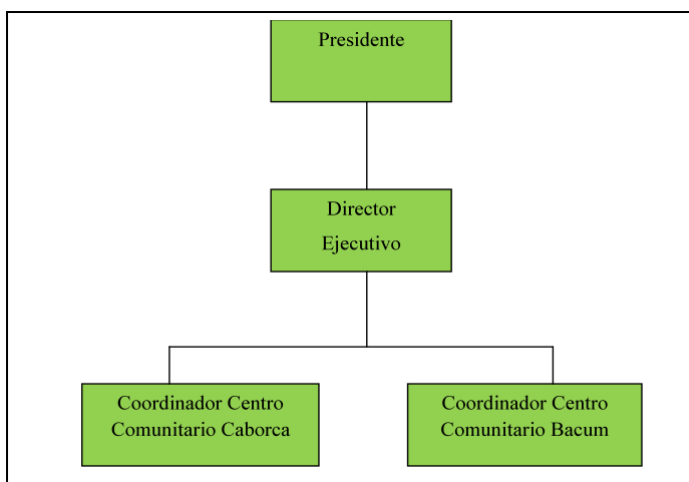 Presidente
Director
Ejecutivo
Coordinador Centro
Comunitario Caborca
Coordinador Centro
Comunitario Bacum